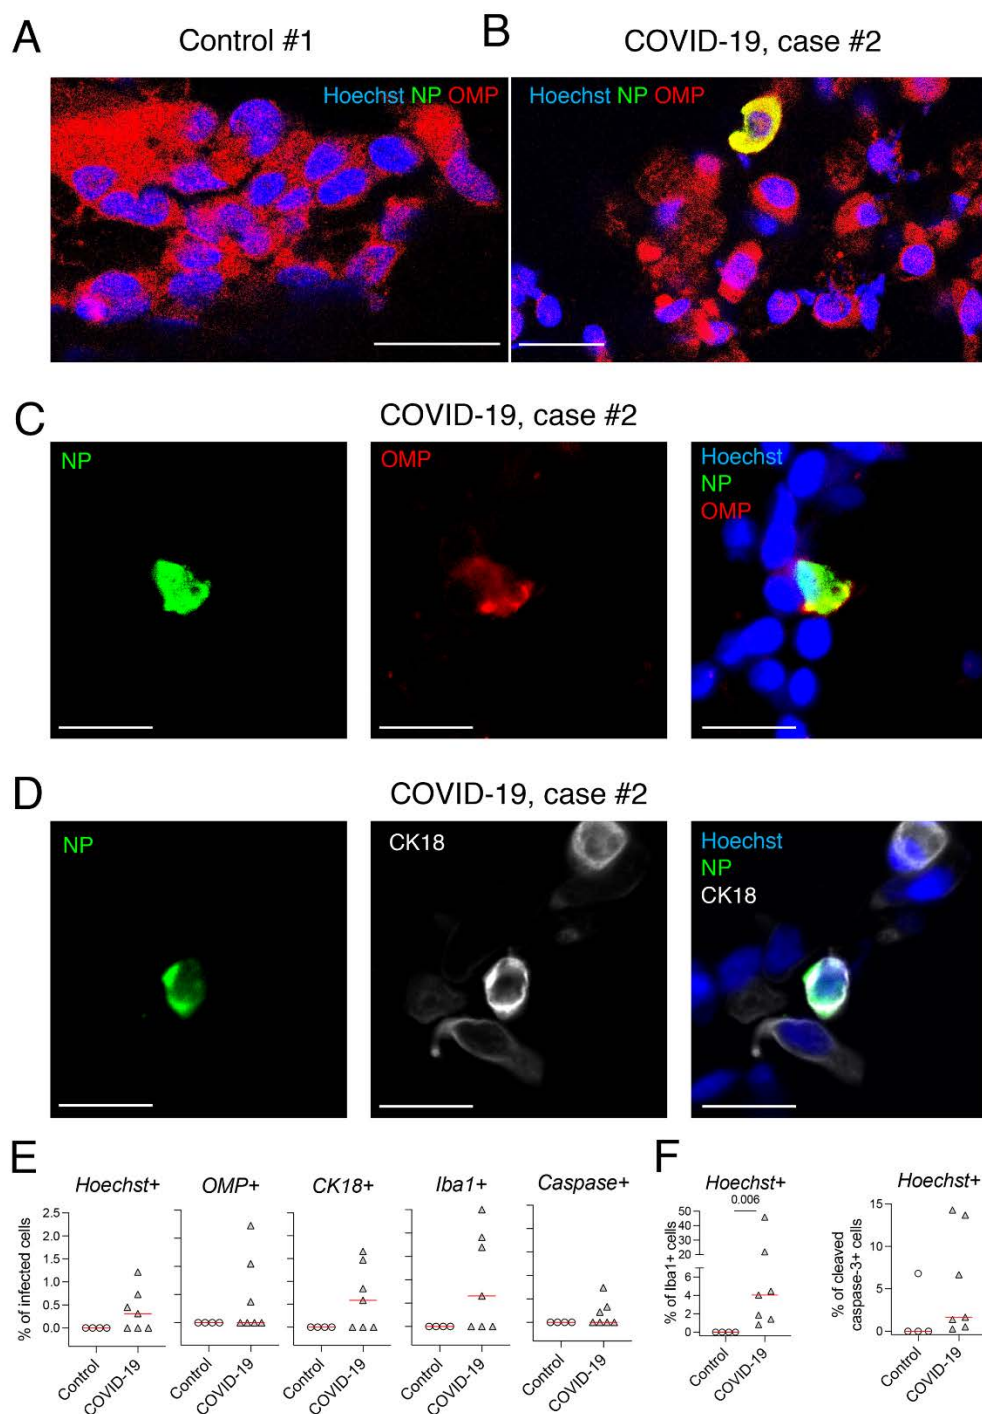 A
Control #1
B
COVID-19, case #2
Hoechst NP OMP
Hoechst NP OMP
C
COVID-19, case #2
NP
OMP
Hoechst
NP
OMP
D
COVID-19, case #2
NP
CK18
Hoechst
NP
CK18
E
Hoechst+
OMP+
CK18+
Iba1+
Caspase+
% of infected cells
2.5
2.0
1.5
1.0
0.5
0.0
Control
COVID-19
Control
COVID-19
Control
COVID-19
Control
COVID-19
Control
COVID-19
F
Hoechst+
0.006
% of Iba1+ cells
50
40
30
20
10
6
4
2
0
Control
COVID-19
Hoechst+
% of cleaved
caspase-3+ cells
15
10
5
0
Control
COVID-19